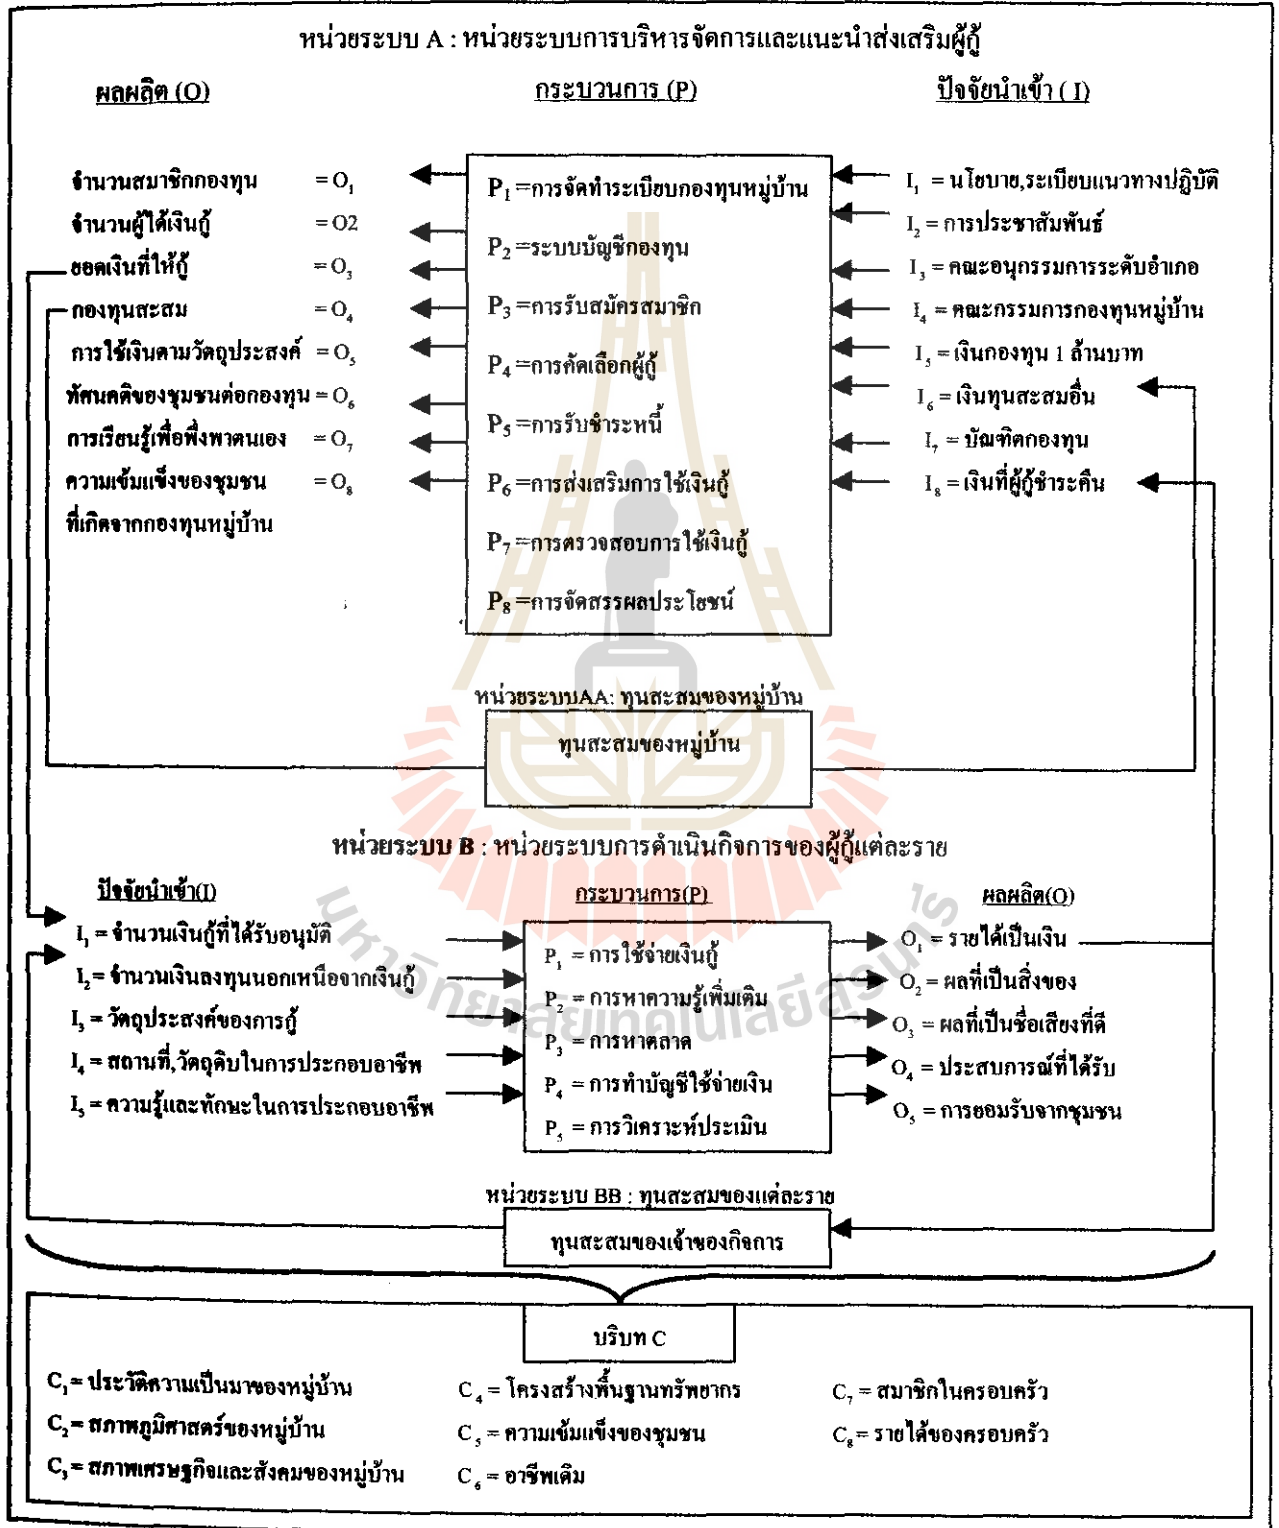 หน่วยระบบ A : หน่วยระบบการบริหารจัดการและแนะนำส่งเสริมผู้กู้
ผลผลิต (O) กระบวนการ (P) ปัจจัยนำเข้า ( I )
จำนวนสมาชิกกองทุน = O1
จำนวนผู้ได้เงินกู้ =O2
ยอดเงินที่ให้กู้ =O3
กองทุนสะสม = O4
การใช้เงินตามวัตถุประสงค์ = O5
ทัศนคติของชุมชนต่อกองทุน = O6
การเรียนรู้เพื่อพึ่งพาตนเอง = O7
ความเข้มแข็งของชุมชน = O8
ที่เกิดจากกองทุนหมู่บ้าน
P1 =การจัดทำระเบียบกองทุนหมู่บ้าน
P2 =ระบบบัญชีกองทุน
P3 =การรับสมัครสมาชิก
P4 =การคัดเลือกผู้กู้
P5 =การรับชำระหนี้
P6 =การส่งเสริมการใช้เงินกู้
P7 =การตรวจสอบการใช้เงินกู้
P8 =การจัดสรรผลประโยชน์
I1 = นโยบาย,ระเบียบแนวทางปฏิบัติ
I2 = การประชาสัมพันธ์
I3 = คณะอนุกรรมการระดับอำเภอ
I4 = คณะกรรมการกองทุนหมู่บ้าน
I5 = เงินกองทุน 1 ล้านบาท
I6 = เงินทุนสะสมอื่น
I7 = บัณฑิตกองทุน
I8 = เงินที่ผู้กู้ชำระคืน
หน่วยระบบAA: ทุนสะสมของหมู่บ้าน
ทุนสะสมของหมู่บ้าน
หน่วยระบบ B : หน่วยระบบการดำเนินกิจการของผู้กู้แต่ละราย
ปัจจัยนำเข้า(I) กระบวนการ(P) ผลผลิต(O)
I1 = จำนวนเงินกู้ที่ได้รับอนุมัติ
I2= จำนวนเงินลงทุนนอกเหนือจากเงินกู้
I3 = วัตถุประสงค์ของการกู้
I4 = สถานที่,วัตถุดิบในการประกอบอาชีพ
I5 = ความรู้และทักษะในการประกอบอาชีพ
P1 = การใช้จ่ายเงินกู้
P2 = การหาความรู้เพิ่มเติม
P3 = การหาตลาด
P4 = การทำบัญชีใช้จ่ายเงิน
P5 = การวิเคราะห์ประเมิน
O1 = รายได้เป็นเงิน
O2 = ผลที่เป็นสิ่งของ
O3 = ผลที่เป็นชื่อเสียงที่ดี
O4 = ประสบการณ์ที่ได้รับ
O5 = การยอมรับจากชุมชน
มหาวิทยาลัยเทคโนโลยีสุรนารี
หน่วยระบบ BB : ทุนสะสมของแต่ละราย
ทุนสะสมของเจ้าของกิจการ
บริบท C
C1= ประวัติความเป็นมาของหมู่บ้าน
C2= สภาพภูมิศาสตร์ของหมู่บ้าน
C3= สภาพเศรษฐกิจและสังคมของหมู่บ้าน
C4 = โครงสร้างพื้นฐานทรัพยากร
C5 = ความเข้มแข็งของชุมชน
C6 = อาชีพเดิม
C7 = สมาชิกในครอบครัว
C8 = รายได้ของครอบครัว